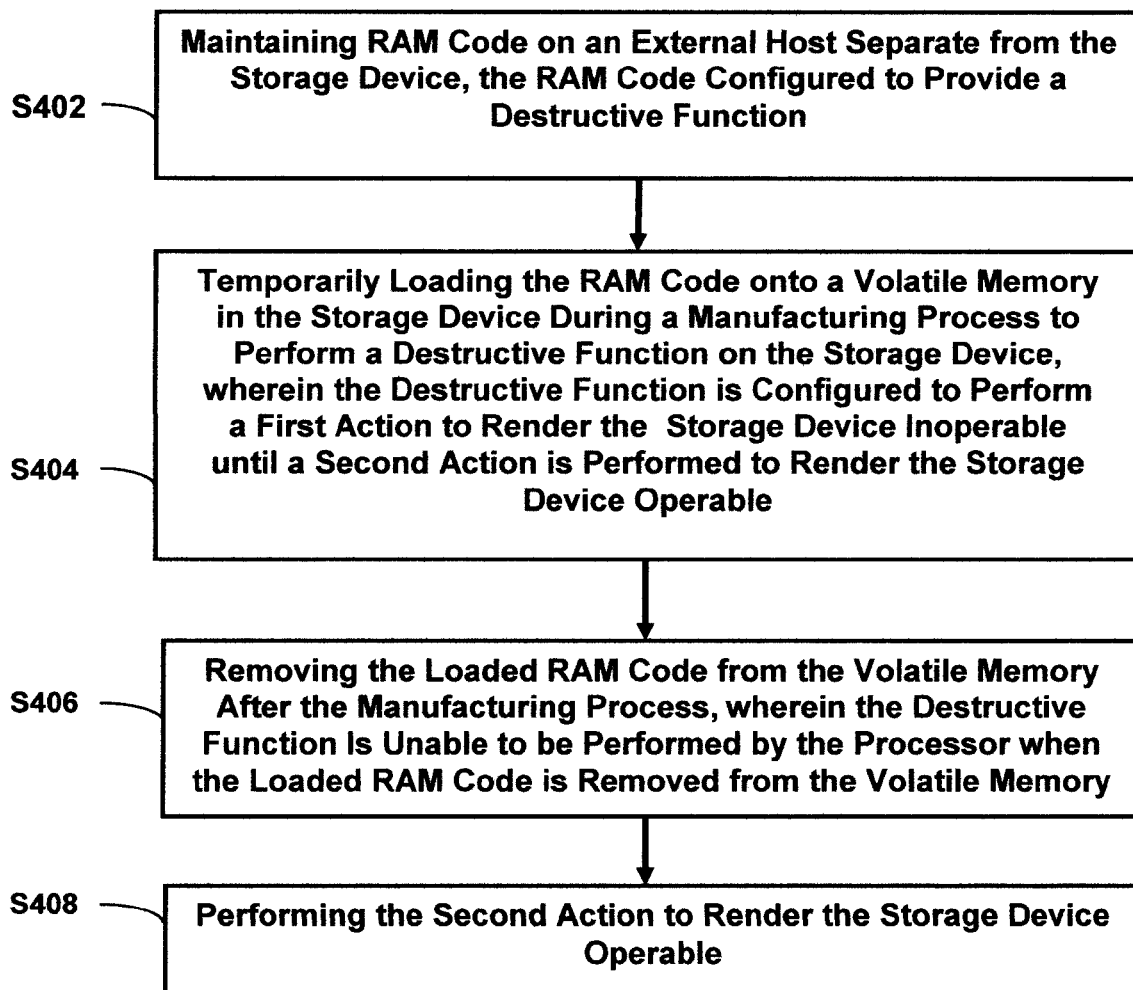 Maintaining RAM Code on an External Host Separate from the
Storage Device, the RAM Code Configured to Provide a
Destructive Function
S402
Temporarily Loading the RAM Code onto a Volatile Memory
in the Storage Device During a Manufacturing Process to
Perform a Destructive Function on the Storage Device,
wherein the Destructive Function is Configured to Perform
a First Action to Render the Storage Device Inoperable
until a Second Action is Performed to Render the Storage
Device Operable
S404
Removing the Loaded RAM Code from the Volatile Memory
After the Manufacturing Process, wherein the Destructive
Function Is Unable to be Performed by the Processor when
the Loaded RAM Code is Removed from the Volatile Memory
S406
Performing the Second Action to Render the Storage Device
Operable
S408